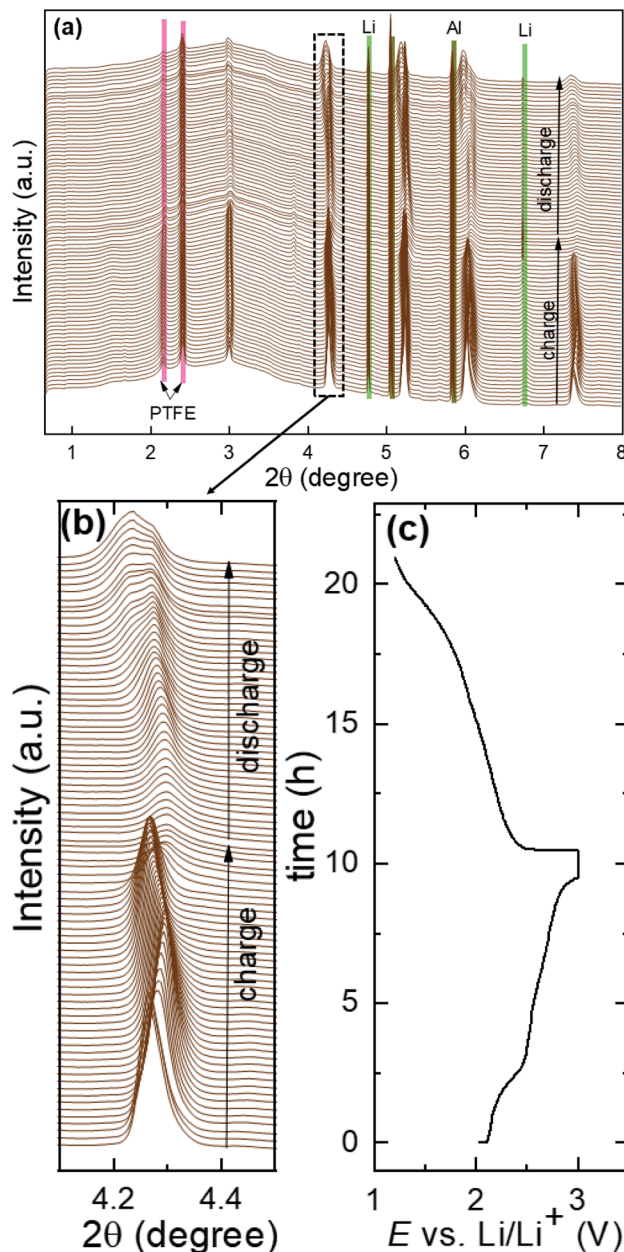 (a)
Li
Al
Li
Intensity (a.u.)
discharge
charge
PTFE
1 2 3 4 5 6 7 8
2θ (degree)
(b)
Intensity (a.u.)
discharge
charge
4.2 4.4
2θ (degree)
(c)
time (h)
20
15
10
5
0
1 2 3
E vs. Li/Li+ (V)